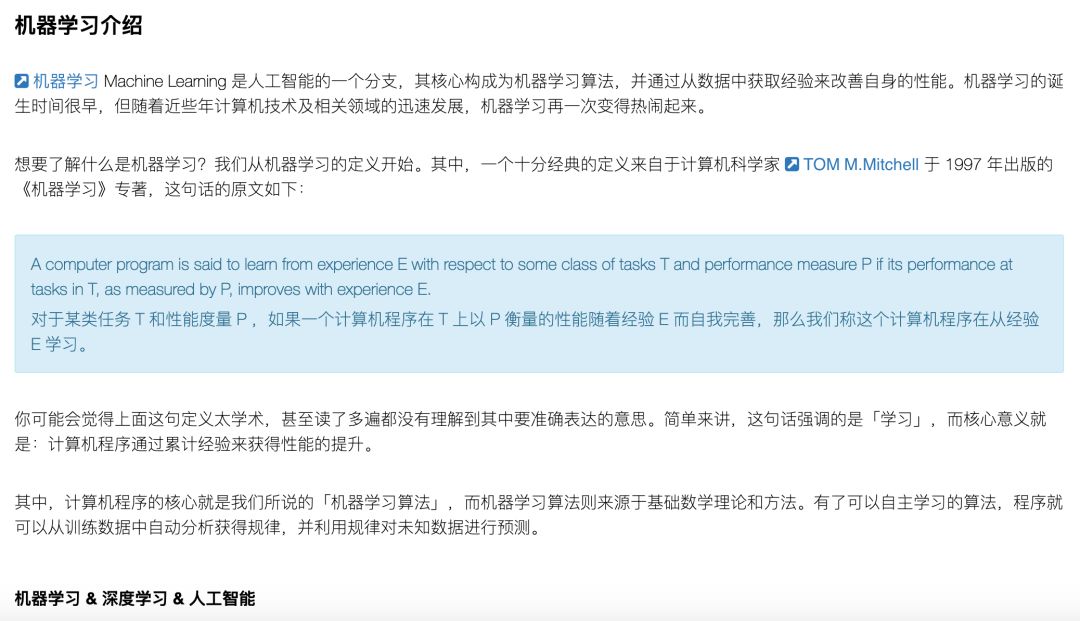 机器学习介绍
机器学习 Machine Learning 是人工智能的一个分支，其核心构成为机器学习算法，并通过从数据中获取经验来改善自身的性能。机器学习的诞
生时间很早，但随着近些年计算机技术及相关领域的迅速发展，机器学习再一次变得热闹起来。
想要了解什么是机器学习？我们从机器学习的定义开始。其中，一个十分经典的定义来自于计算机科学家 TOM M.Mitchell 于 1997 年出版的
《机器学习》专著，这句话的原文如下：
A computer program is said to learn from experience E with respect to some class of tasks T and performance measure P if its performance at
tasks in T, as measured by P, improves with experience E.
对于某类任务 T 和性能度量 P ，如果一个计算机程序在 T 上以 P 衡量的性能随着经验 E 而自我完善，那么我们称这个计算机程序在从经验
E 学习。
你可能会觉得上面这句定义太学术，甚至读了多遍都没有理解到其中要准确表达的意思。简单来讲，这句话强调的是「学习」，而核心意义就
是：计算机程序通过累计经验来获得性能的提升。
其中，计算机程序的核心就是我们所说的「机器学习算法」，而机器学习算法则来源于基础数学理论和方法。有了可以自主学习的算法，程序就
可以从训练数据中自动分析获得规律，并利用规律对未知数据进行预测。
机器学习 & 深度学习 & 人工智能